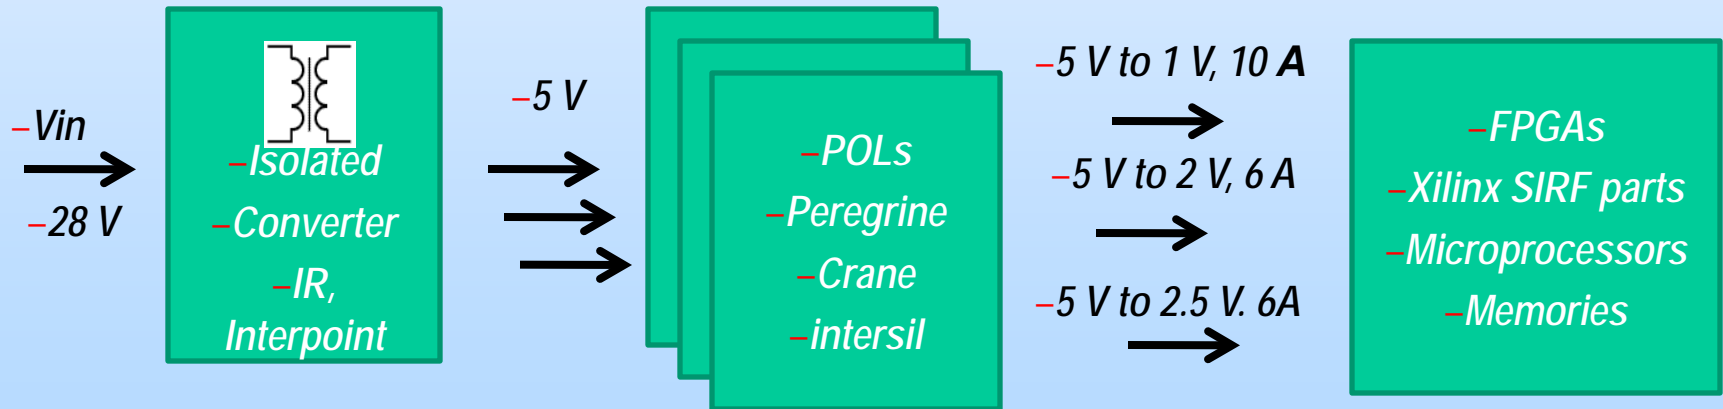 –Vin
–28 V
–Isolated
–Converter
–IR,
Interpoint
–5 V
–POLs
–Peregrine
–Crane
–intersil
–5 V to 1 V, 10 A
–5 V to 2 V, 6 A
–5 V to 2.5 V. 6A
–FPGAs
–Xilinx SIRF parts
–Microprocessors
–Memories